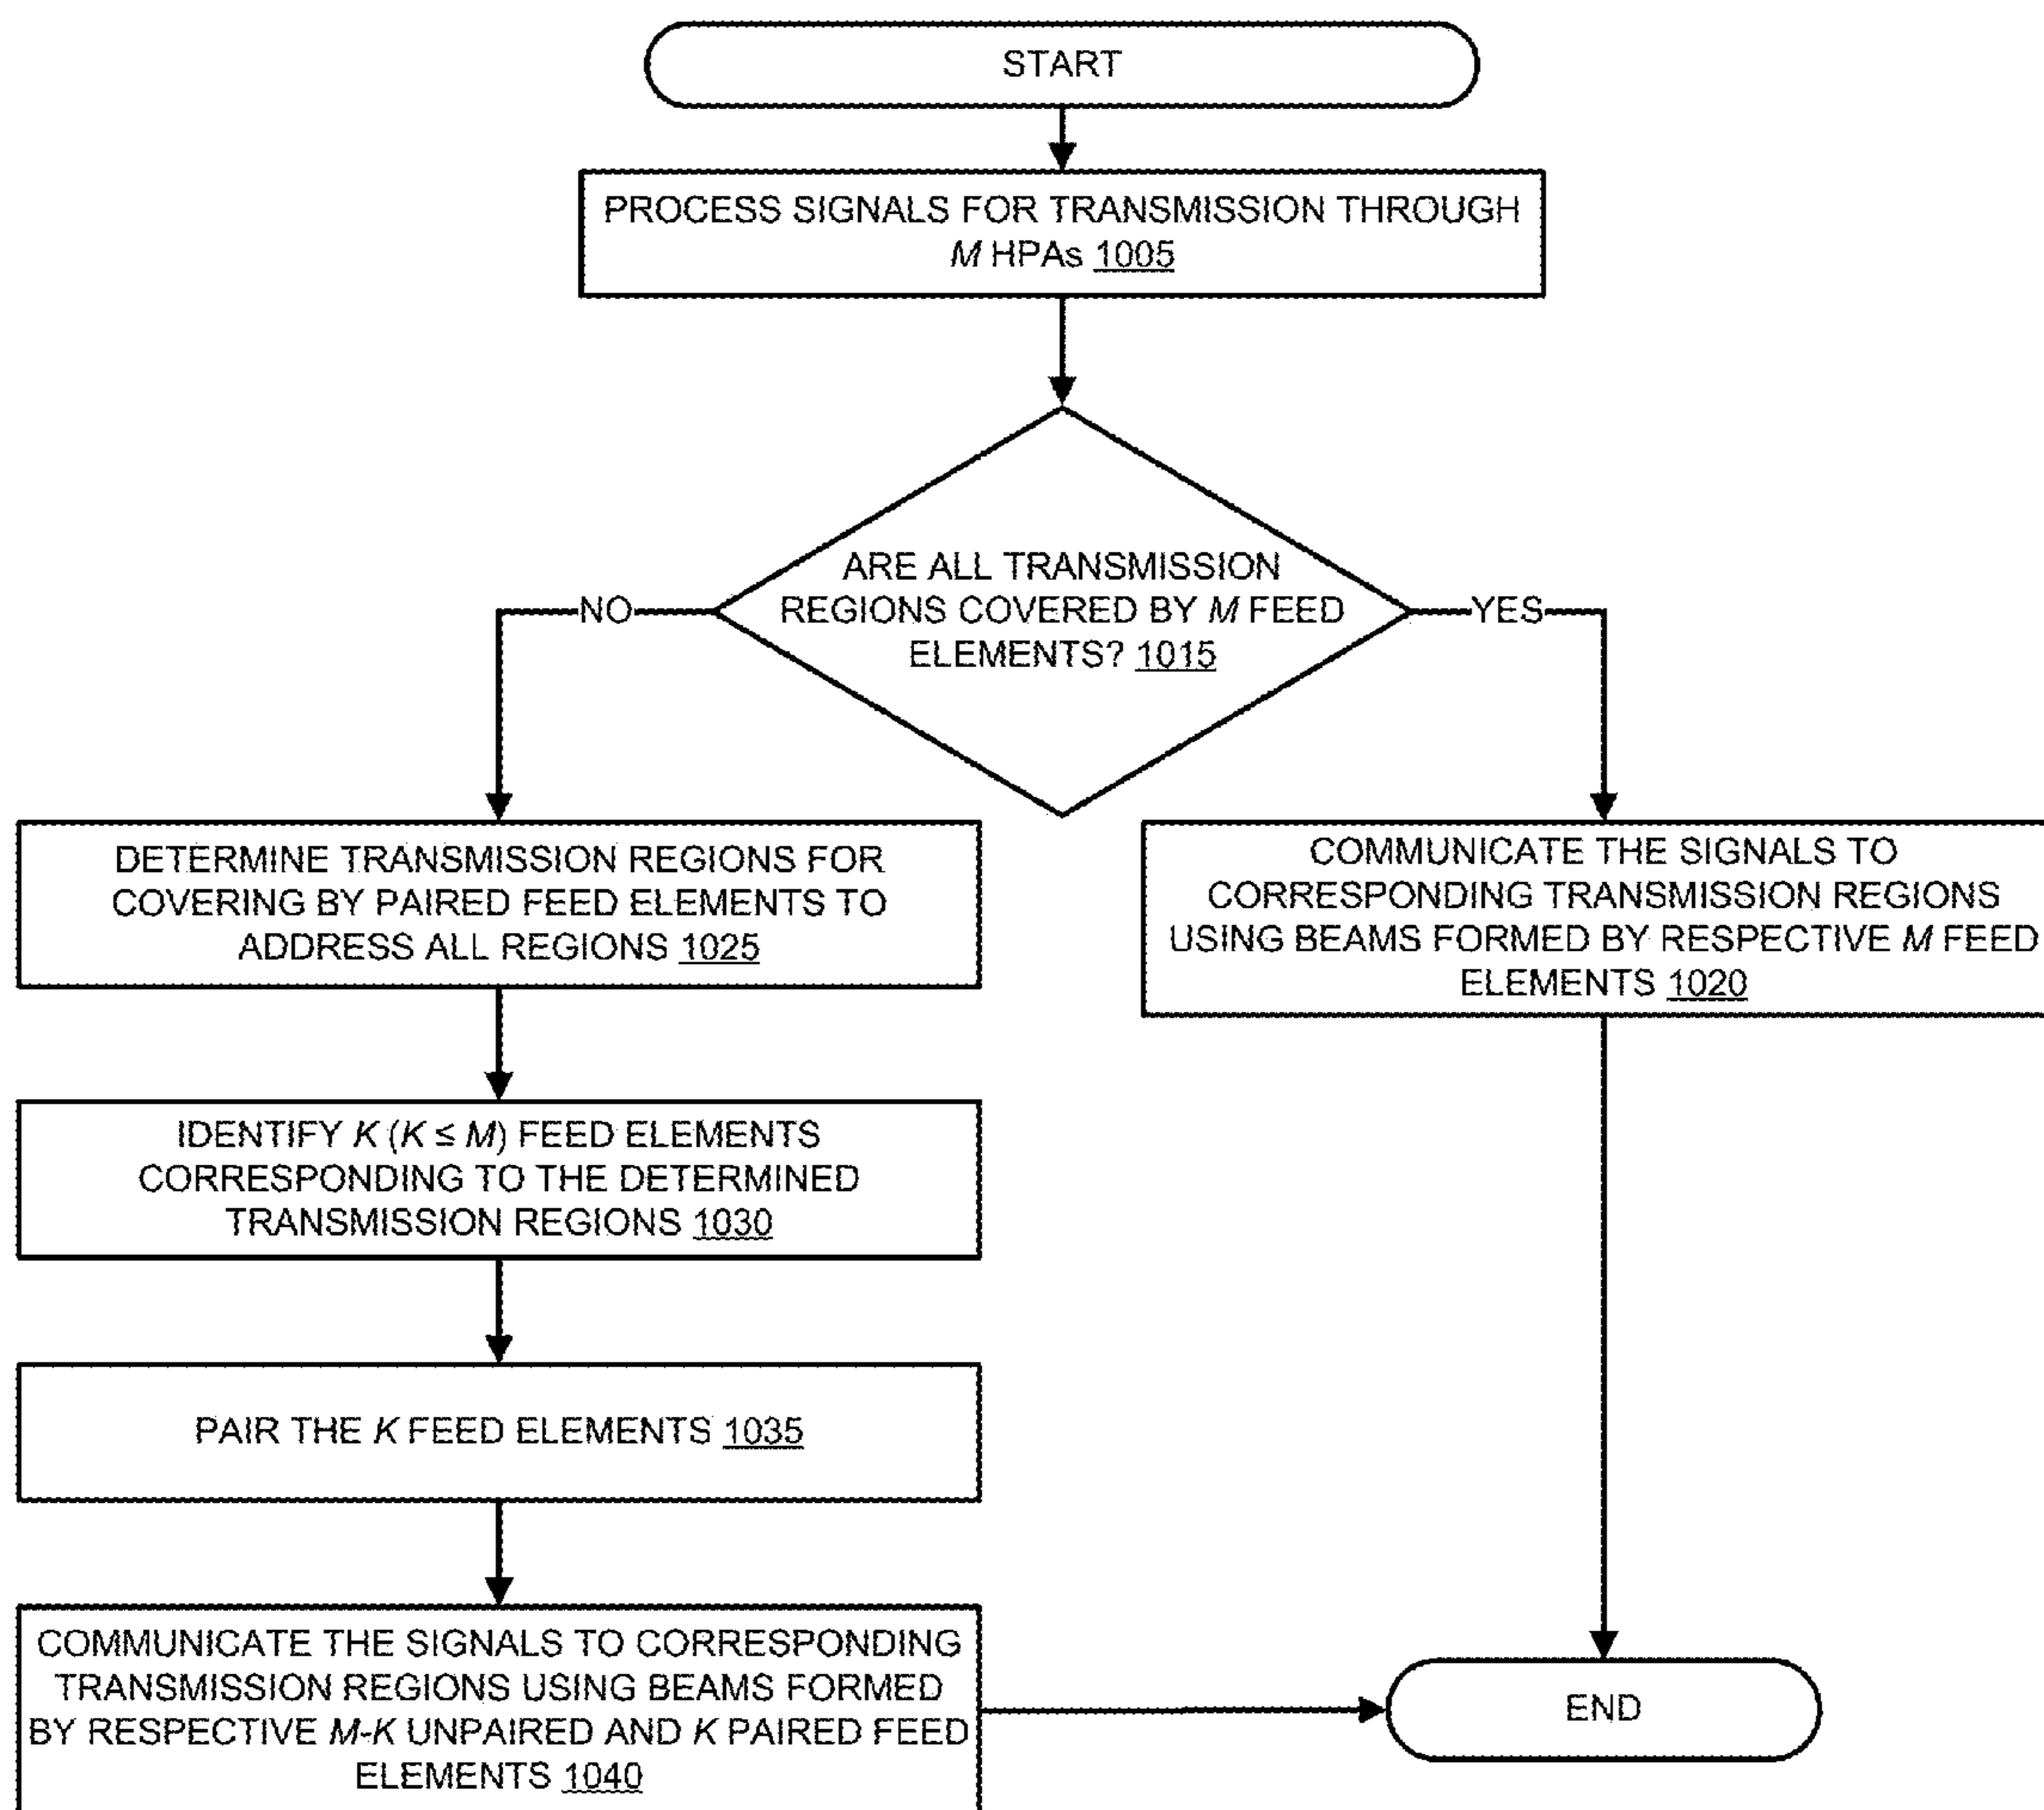 START
PROCESS SIGNALS FOR TRANSMISSION THROUGH
M HPAs 1005
ARE ALL TRANSMISSION
REGIONS COVERED BY M FEED
ELEMENTS? 1015
NO
YES
DETERMINE TRANSMISSION REGIONS FOR
COVERING BY PAIRED FEED ELEMENTS TO
ADDRESS ALL REGIONS 1025
COMMUNICATE THE SIGNALS TO
CORRESPONDING TRANSMISSION REGIONS
USING BEAMS FORMED BY RESPECTIVE M FEED
ELEMENTS 1020
IDENTIFY K (K ≤ M) FEED ELEMENTS
CORRESPONDING TO THE DETERMINED
TRANSMISSION REGIONS 1030
PAIR THE K FEED ELEMENTS 1035
COMMUNICATE THE SIGNALS TO CORRESPONDING
TRANSMISSION REGIONS USING BEAMS FORMED
BY RESPECTIVE M-K UNPAIRED AND K PAIRED FEED
ELEMENTS 1040
END